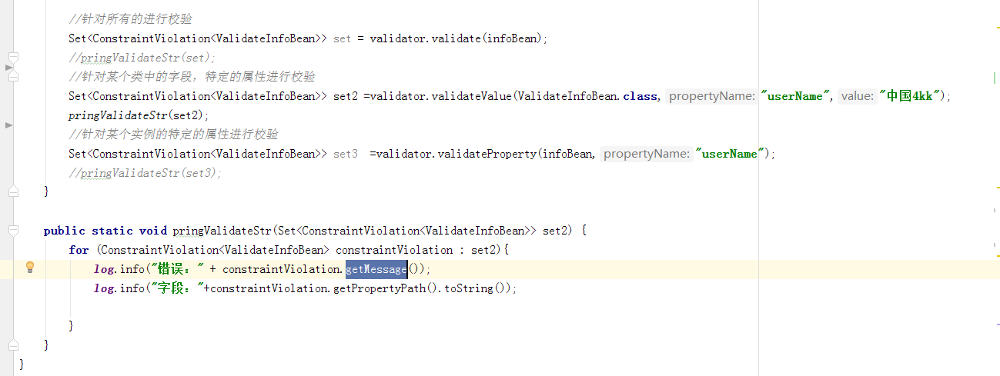 //针对所有的进行校验
Set<ConstraintViolation<ValidateInfoBean>> set = validator.validate(infoBean);
//pringValidateStr(set);
//针对某个类中的字段，特定的属性进行校验
Set<ConstraintViolation<ValidateInfoBean>> set2 =validator.validateValue(ValidateInfoBean.class, propertyName: "userName", value: "中国4kk");
pringValidateStr(set2);
//针对某个实例的特定的属性进行校验
Set<ConstraintViolation<ValidateInfoBean>> set3  =validator.validateProperty(infoBean, propertyName: "userName");
//pringValidateStr(set3);
}
public static void pringValidateStr(Set<ConstraintViolation<ValidateInfoBean>> set2) {
for (ConstraintViolation<ValidateInfoBean> constraintViolation : set2){
log.info("错误：" + constraintViolation.getMessage());
log.info("字段："+constraintViolation.getPropertyPath().toString());
}
}
}